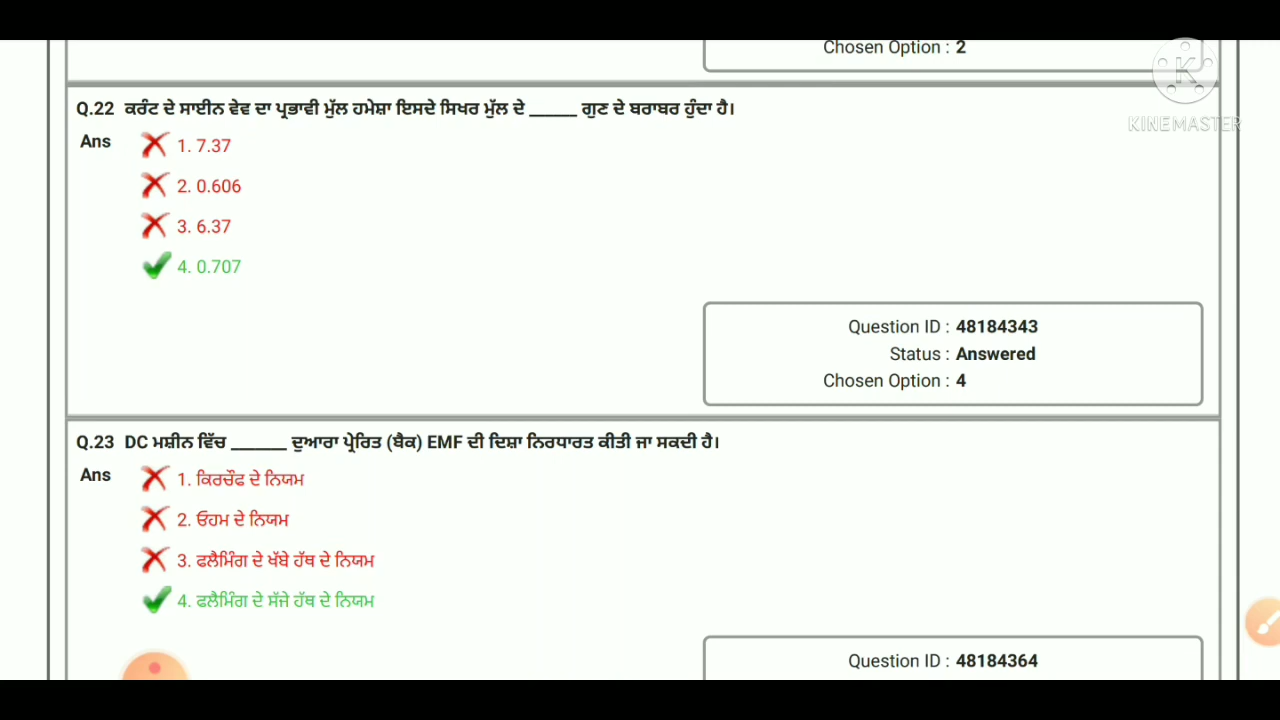 Chosen Option : 2
KINEMASTER
Q.22 ਕਰੰਟ ਦੇ ਸਾਈਨ ਵੇਵ ਦਾ ਪ੍ਰਭਾਵੀ ਮੁੱਲ ਹਮੇਸ਼ਾ ਇਸਦੇ ਸਿਖਰ ਮੁੱਲ ਦੇ _____ ਗੁਣ ਦੇ ਬਰਾਬਰ ਹੁੰਦਾ ਹੈ।
Ans 1. 7.37
2. 0.606
3. 6.37
4. 0.707
Question ID : 48184343
Status : Answered
Chosen Option : 4
Q.23 DC ਮਸ਼ੀਨ ਵਿੱਚ ______ ਦੁਆਰਾ ਪ੍ਰੇਰਿਤ (ਬੈਕ) EMF ਦੀ ਦਿਸ਼ਾ ਨਿਰਧਾਰਤ ਕੀਤੀ ਜਾ ਸਕਦੀ ਹੈ।
Ans 1. ਕਿਰਚੌਫ ਦੇ ਨਿਯਮ
2. ਓਹਮ ਦੇ ਨਿਯਮ
3. ਫਲੈਮਿੰਗ ਦੇ ਖੱਬੇ ਹੱਥ ਦੇ ਨਿਯਮ
4. ਫਲੈਮਿੰਗ ਦੇ ਸੱਜੇ ਹੱਥ ਦੇ ਨਿਯਮ
Question ID : 48184364